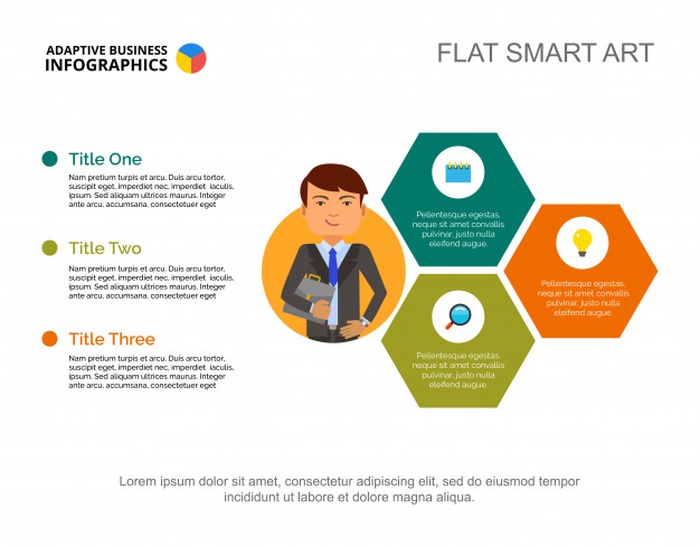 ADAPTIVE BUSINESS
INFOGRAPHICS
FLAT SMART ART
Title One
Nam pretium turpis et arcu. Duis arcu tortor,
suscipit eget, imperdiet nec, imperdiet iaculis,
ipsum. Sed aliquam ultrices mauris. Integer
ante arcu, accumsana, consectetuer eget
Title Two
Nam pretium turpis et arcu. Duis arcu tortor,
suscipit eget, imperdiet nec, imperdiet iaculis,
ipsum. Sed aliquam ultrices mauris. Integer
ante arcu, accumsana, consectetuer eget
Title Three
Nam pretium turpis et arcu. Duis arcu tortor,
suscipit eget, imperdiet nec, imperdiet iaculis,
ipsum. Sed aliquam ultrices mauris. Integer
ante arcu, accumsana, consectetuer eget
Pellentesque egestas,
neque sit amet convallis
pulvinar, justo nulla
eleifend augue.
Pellentesque egestas,
neque sit amet convallis
pulvinar, justo nulla
eleifend augue.
Pellentesque egestas,
neque sit amet convallis
pulvinar, justo nulla
eleifend augue.
Lorem ipsum dolor sit amet, consectetur adipiscing elit, sed do eiusmod tempor
incididunt ut labore et dolore magna aliqua.